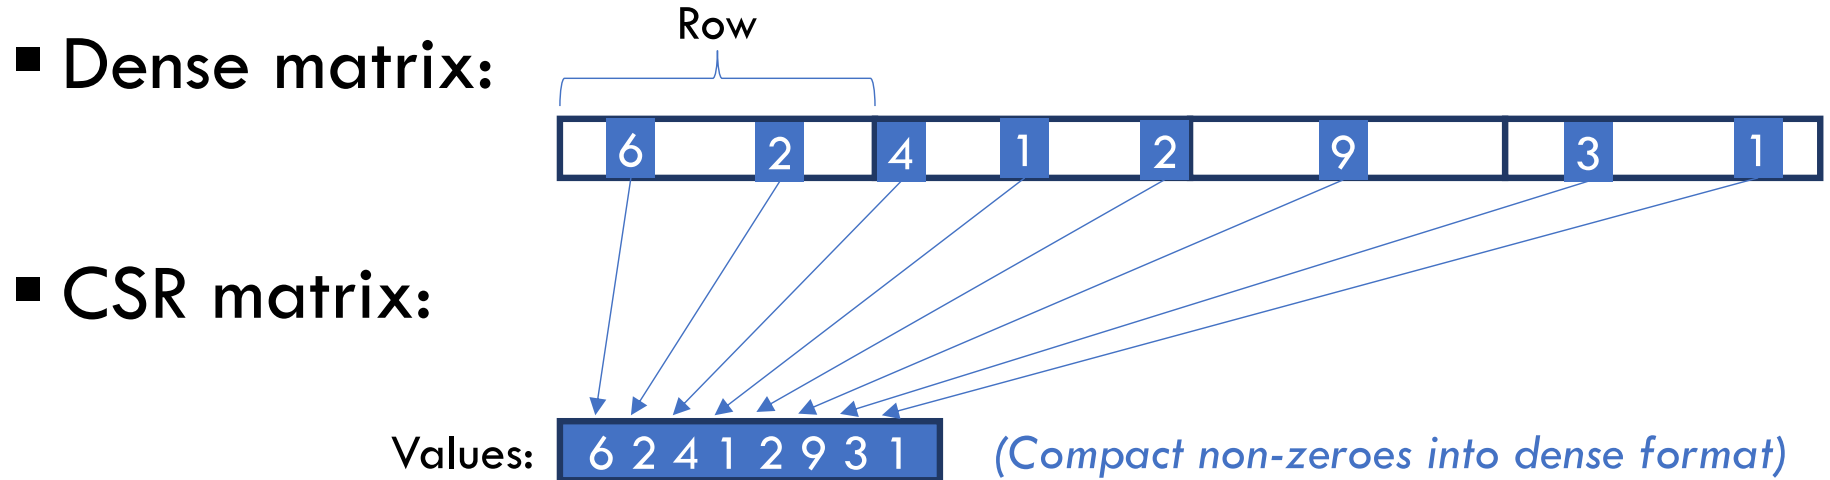 Row
▪ Dense matrix:
6 2 4 1 2 9 3 1
▪ CSR matrix:
Values: 6 2 4 1 2 9 3 1 (Compact non-zeroes into dense format)